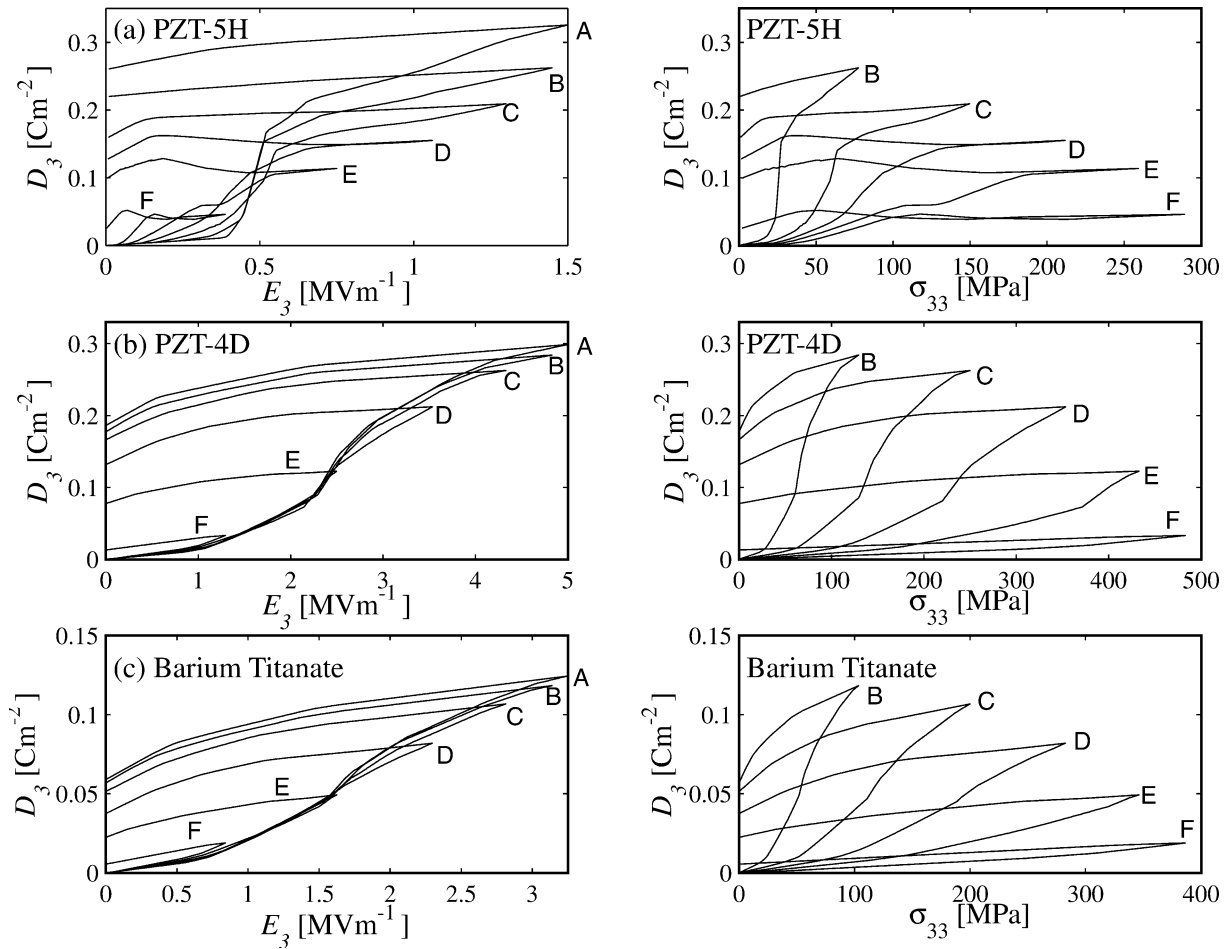 (a) PZT-5H
D₃ [Cm⁻²]
0.3
0.2
0.1
0
A
B
C
D
E
F
0
0.5
1
1.5
E₃ [MVm⁻¹]
PZT-5H
D₃ [Cm⁻²]
0.3
0.2
0.1
0
B
C
D
E
F
0 50 100 150 200 250 300
σ₃₃ [MPa]
(b) PZT-4D
D₃ [Cm⁻²]
0.3
0.2
0.1
0
A
B
C
D
E
F
0 1 2 3 4 5
E₃ [MVm⁻¹]
PZT-4D
D₃ [Cm⁻²]
0.3
0.2
0.1
0
B
C
D
E
F
0 100 200 300 400 500
σ₃₃ [MPa]
(c) Barium Titanate
D₃ [Cm⁻²]
0.15
0.1
0.05
0
A
B
C
D
E
F
0 0.5 1 1.5 2 2.5 3
E₃ [MVm⁻¹]
Barium Titanate
D₃ [Cm⁻²]
0.15
0.1
0.05
0
B
C
D
E
F
0 100 200 300 400
σ₃₃ [MPa]